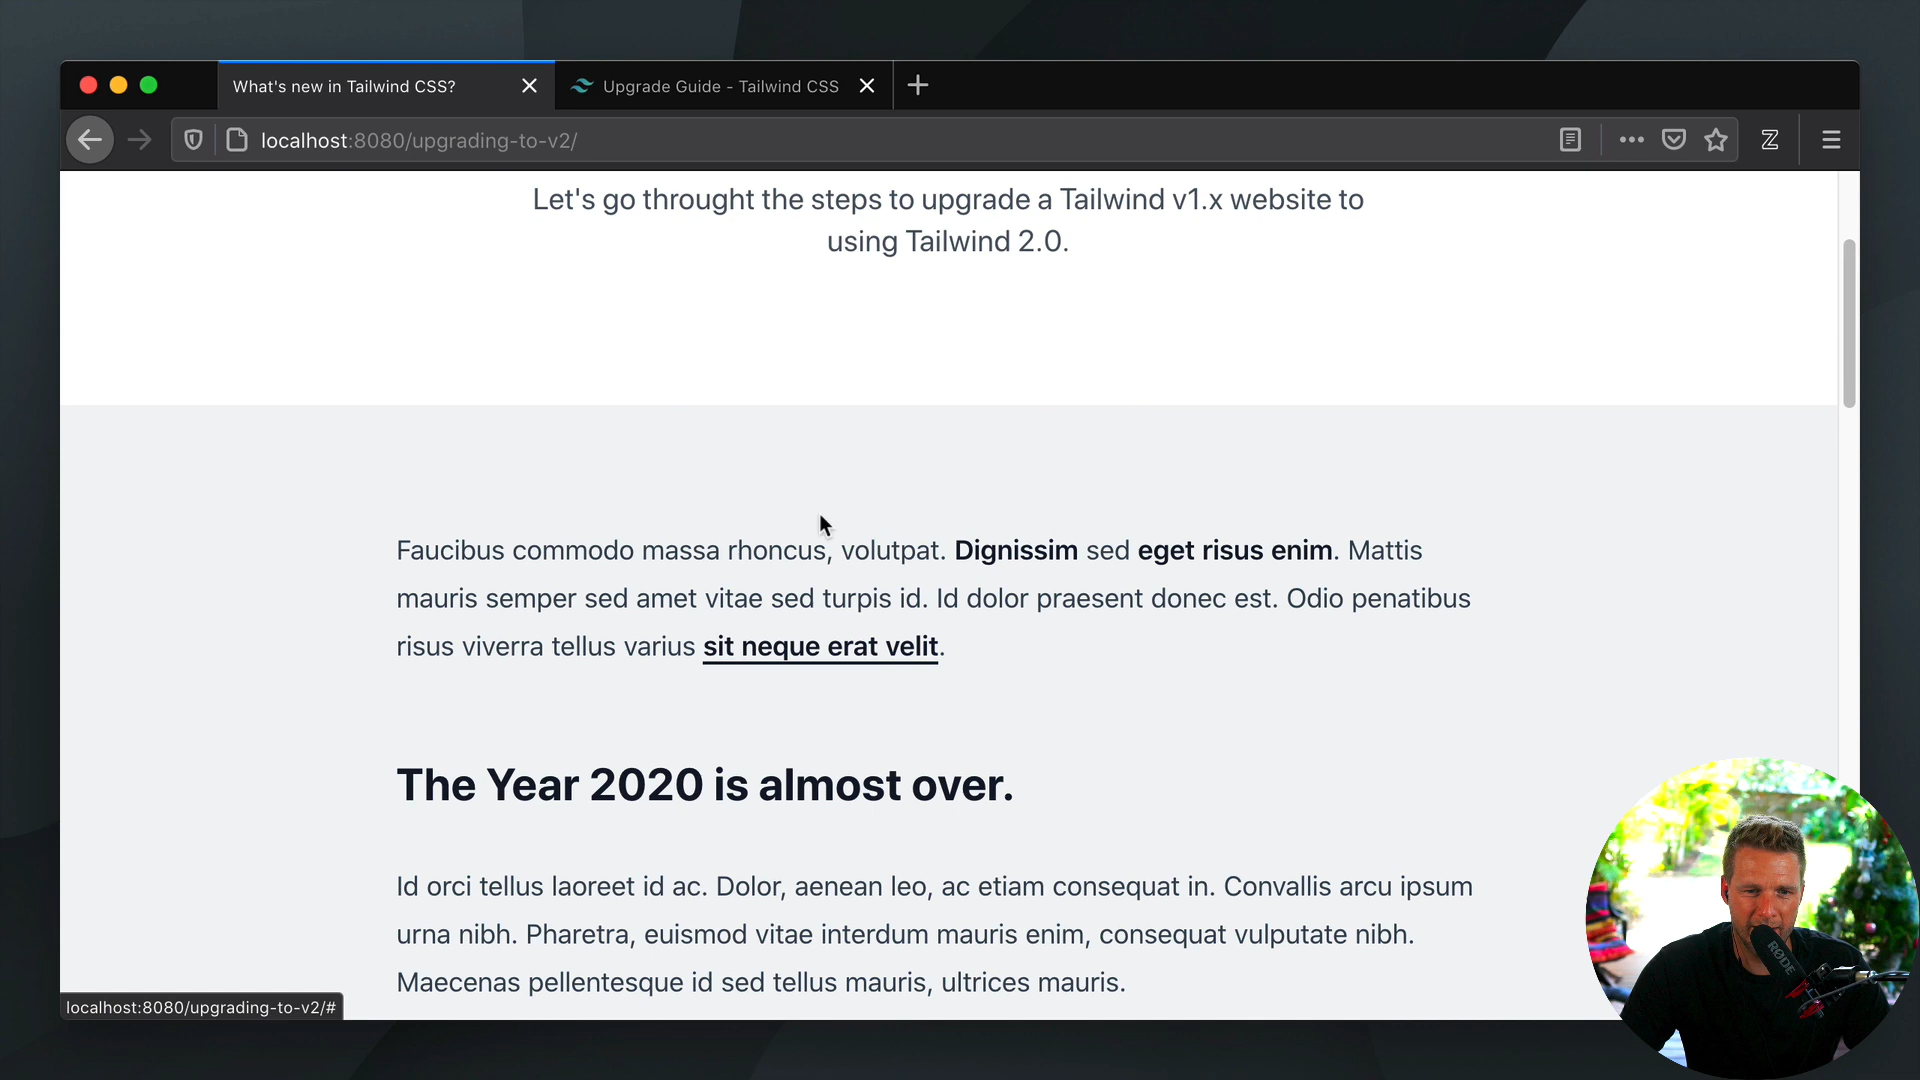 What's new in Tailwind CSS?
Upgrade Guide - Tailwind CSS
localhost:8080/upgrading-to-v2/
Let's go throught the steps to upgrade a Tailwind v1.x website to
using Tailwind 2.0.
Faucibus commodo massa rhoncus, volutpat. Dignissim sed eget risus enim. Mattis
mauris semper sed amet vitae sed turpis id. Id dolor praesent donec est. Odio penatibus
risus viverra tellus varius sit neque erat velit.
The Year 2020 is almost over.
Id orci tellus laoreet id ac. Dolor, aenean leo, ac etiam consequat in. Convallis arcu ipsum
urna nibh. Pharetra, euismod vitae interdum mauris enim, consequat vulputate nibh.
Maecenas pellentesque id sed tellus mauris, ultrices mauris.
localhost:8080/upgrading-to-v2/#
RØDE